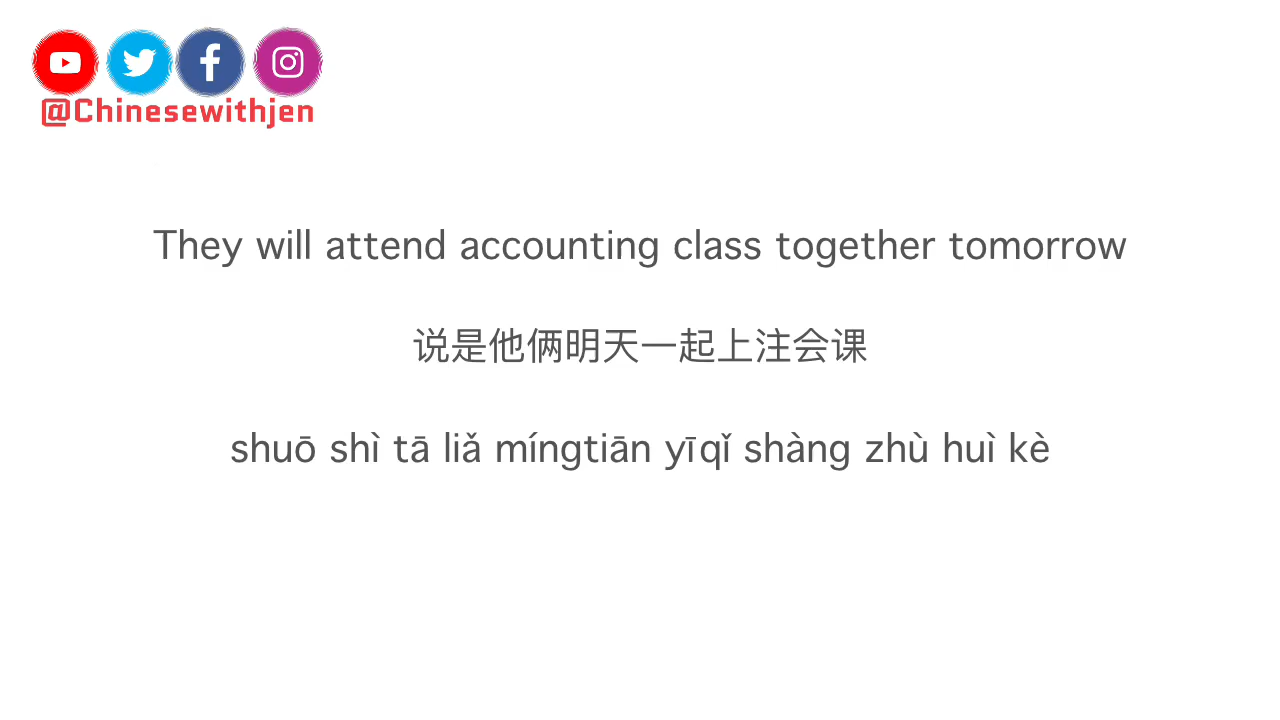 @Chinesewithjen
They will attend accounting class together tomorrow
说是他俩明天一起上注会课
shuō shì tā liǎ míngtiān yīqǐ shàng zhù huì kè